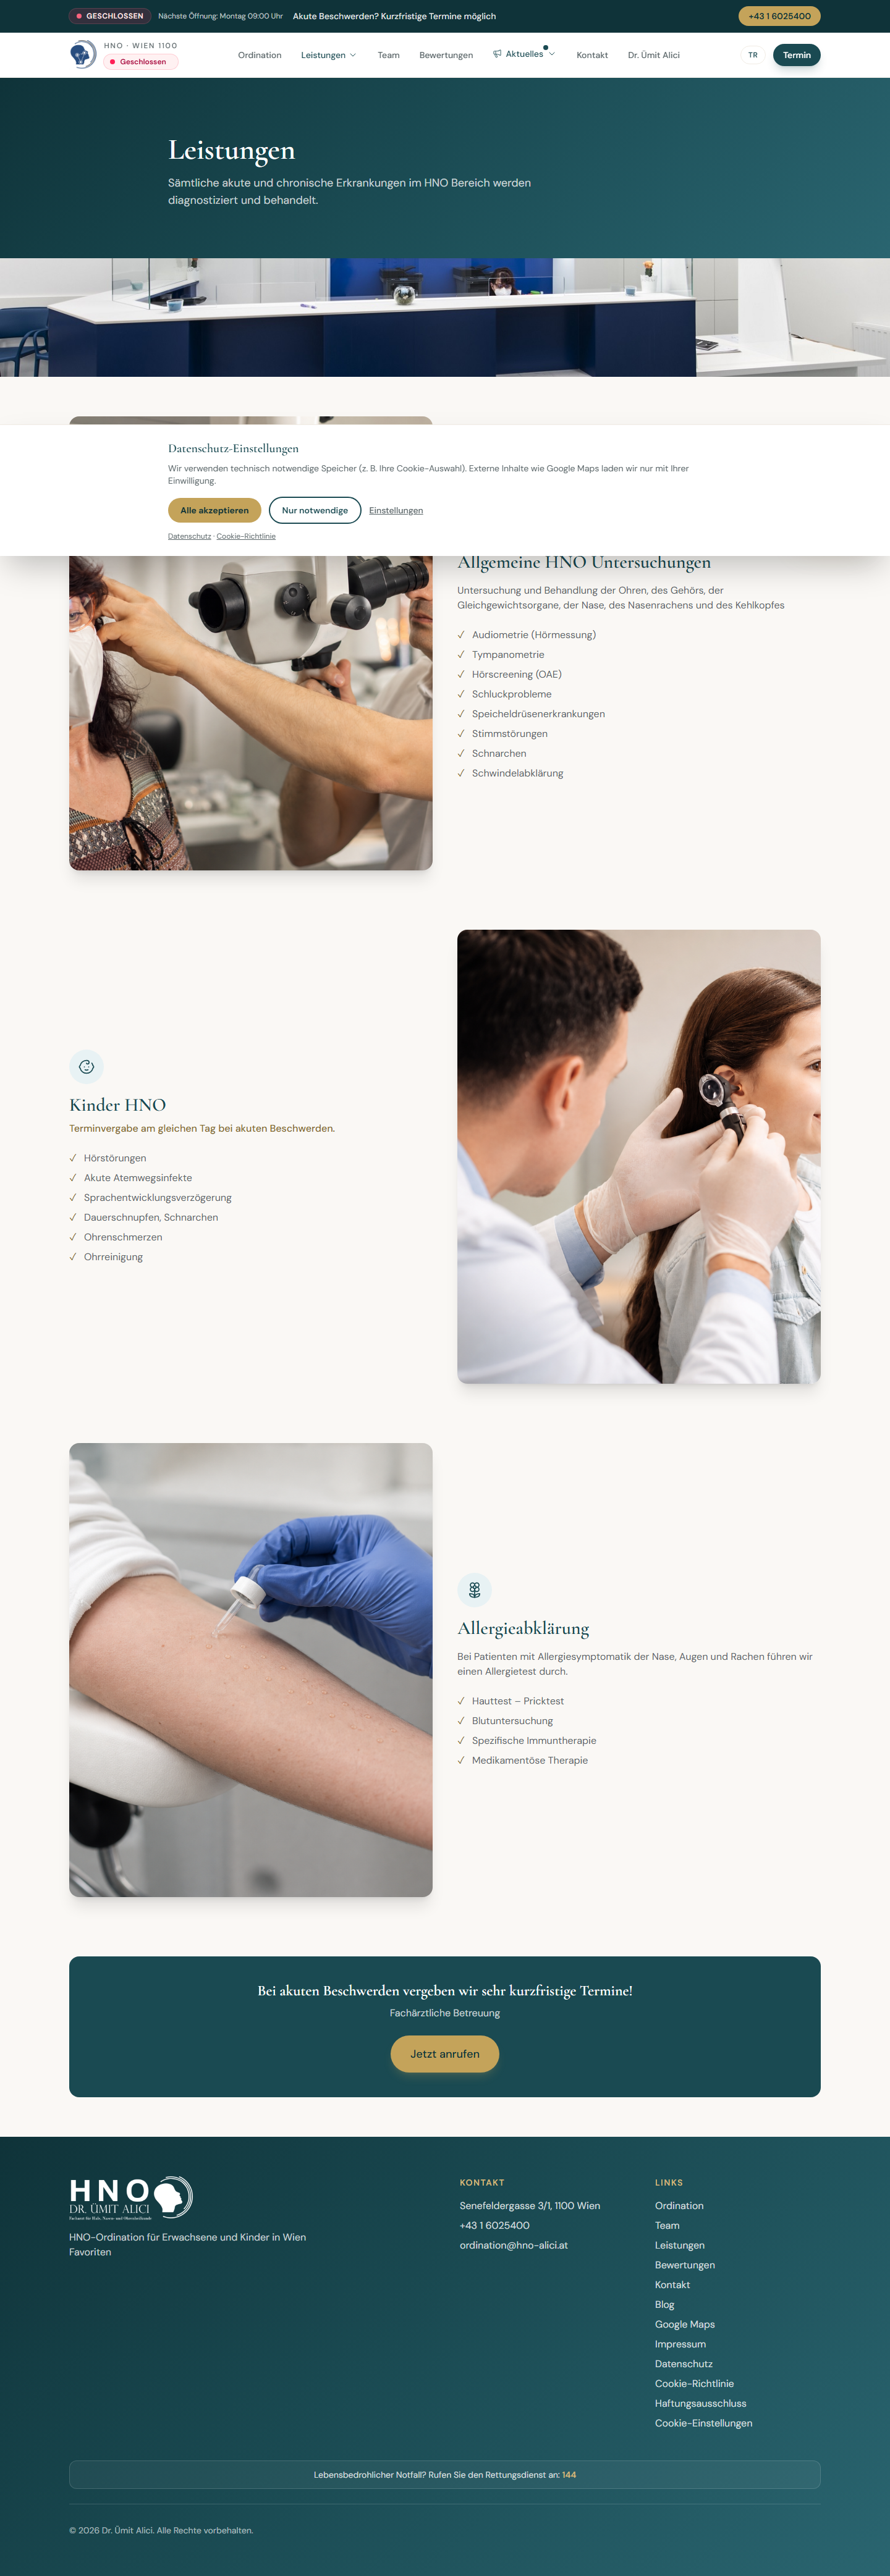 GESCHLOSSEN
Nächste Öffnung: Montag 09:00 Uhr
Akute Beschwerden? Kurzfristige Termine möglich
+43 1 6025400
HNO · WIEN 1100
Geschlossen
Ordination
Leistungen
Team
Bewertungen
Aktuelles
Kontakt
Dr. Ümit Alici
TR
Termin
Leistungen
Sämtliche akute und chronische Erkrankungen im HNO Bereich werden
diagnostiziert und behandelt.
Datenschutz-Einstellungen
Wir verwenden technisch notwendige Speicher (z. B. Ihre Cookie-Auswahl). Externe Inhalte wie Google Maps laden wir nur mit Ihrer
Einwilligung.
Alle akzeptieren
Nur notwendige
Einstellungen
Datenschutz · Cookie-Richtlinie
Allgemeine HNO Untersuchungen
Untersuchung und Behandlung der Ohren, des Gehörs, der
Gleichgewichtsorgane, der Nase, des Nasenrachens und des Kehlkopfes
✓ Audiometrie (Hörmessung)
✓ Tympanometrie
✓ Hörscreening (OAE)
✓ Schluckprobleme
✓ Speicheldrüsenerkrankungen
✓ Stimmstörungen
✓ Schnarchen
✓ Schwindelabklärung
Kinder HNO
Terminvergabe am gleichen Tag bei akuten Beschwerden.
✓ Hörstörungen
✓ Akute Atemwegsinfekte
✓ Sprachentwicklungsverzögerung
✓ Dauerschnupfen, Schnarchen
✓ Ohrenschmerzen
✓ Ohrreinigung
Allergieabklärung
Bei Patienten mit Allergiesymptomatik der Nase, Augen und Rachen führen wir
einen Allergietest durch.
✓ Hauttest – Pricktest
✓ Blutuntersuchung
✓ Spezifische Immuntherapie
✓ Medikamentöse Therapie
Bei akuten Beschwerden vergeben wir sehr kurzfristige Termine!
Fachärztliche Betreuung
Jetzt anrufen
HNO
DR. ÜMIT ALICI
Facharzt für Hals, Nasen- und Ohrenheilkunde
HNO-Ordination für Erwachsene und Kinder in Wien
Favoriten
KONTAKT
Senefeldergasse 3/1, 1100 Wien
+43 1 6025400
ordination@hno-alici.at
LINKS
Ordination
Team
Leistungen
Bewertungen
Kontakt
Blog
Google Maps
Impressum
Datenschutz
Cookie-Richtlinie
Haftungsausschluss
Cookie-Einstellungen
Lebensbedrohlicher Notfall? Rufen Sie den Rettungsdienst an: 144
© 2026 Dr. Ümit Alici. Alle Rechte vorbehalten.